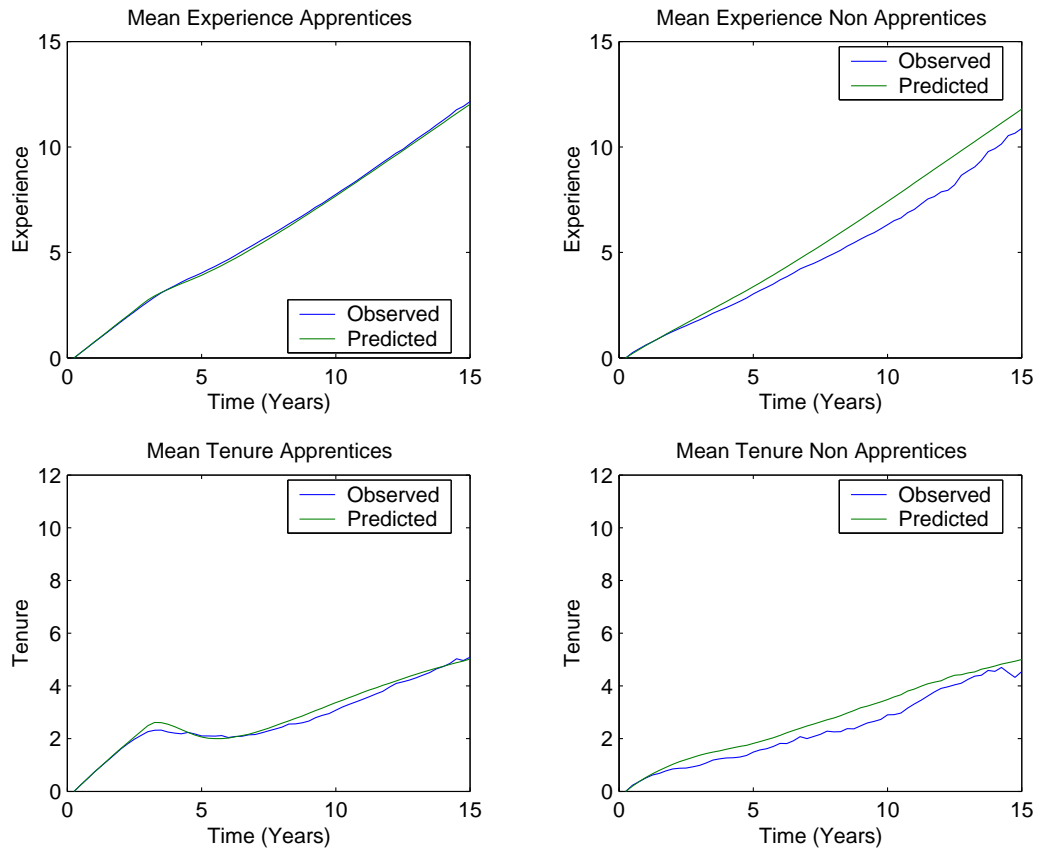 Mean Experience Apprentices
15
10
5
0
Experience
Observed
Predicted
0 5 10 15
Time (Years)
Mean Experience Non Apprentices
15
10
5
0
Experience
Observed
Predicted
0 5 10 15
Time (Years)
Mean Tenure Apprentices
12
10
8
6
4
2
0
Tenure
Observed
Predicted
0 5 10 15
Time (Years)
Mean Tenure Non Apprentices
12
10
8
6
4
2
0
Tenure
Observed
Predicted
0 5 10 15
Time (Years)